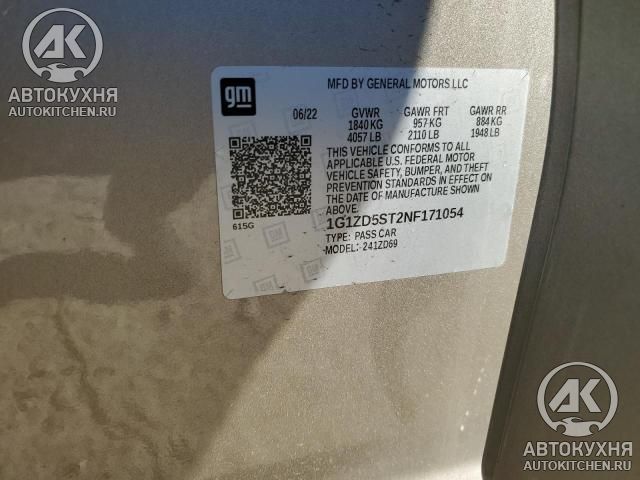 AK
АВТОКУХНЯ
AUTOKITCHEN.RU
gm
MFD BY GENERAL MOTORS LLC
06/22 GVWR GAWR FRT GAWR RR
1840 KG 957 KG 884 KG
4057 LB 2110 LB 1948 LB
THIS VEHICLE CONFORMS TO ALL
APPLICABLE U.S. FEDERAL MOTOR
VEHICLE SAFETY, BUMPER, AND THEFT
PREVENTION STANDARDS IN EFFECT ON
THE DATE OF MANUFACTURE SHOWN
ABOVE.
615G
1G1ZD5ST2NF171054
TYPE: PASS CAR
MODEL: 241ZD69
AK
АВТОКУХНЯ
AUTOKITCHEN.RU